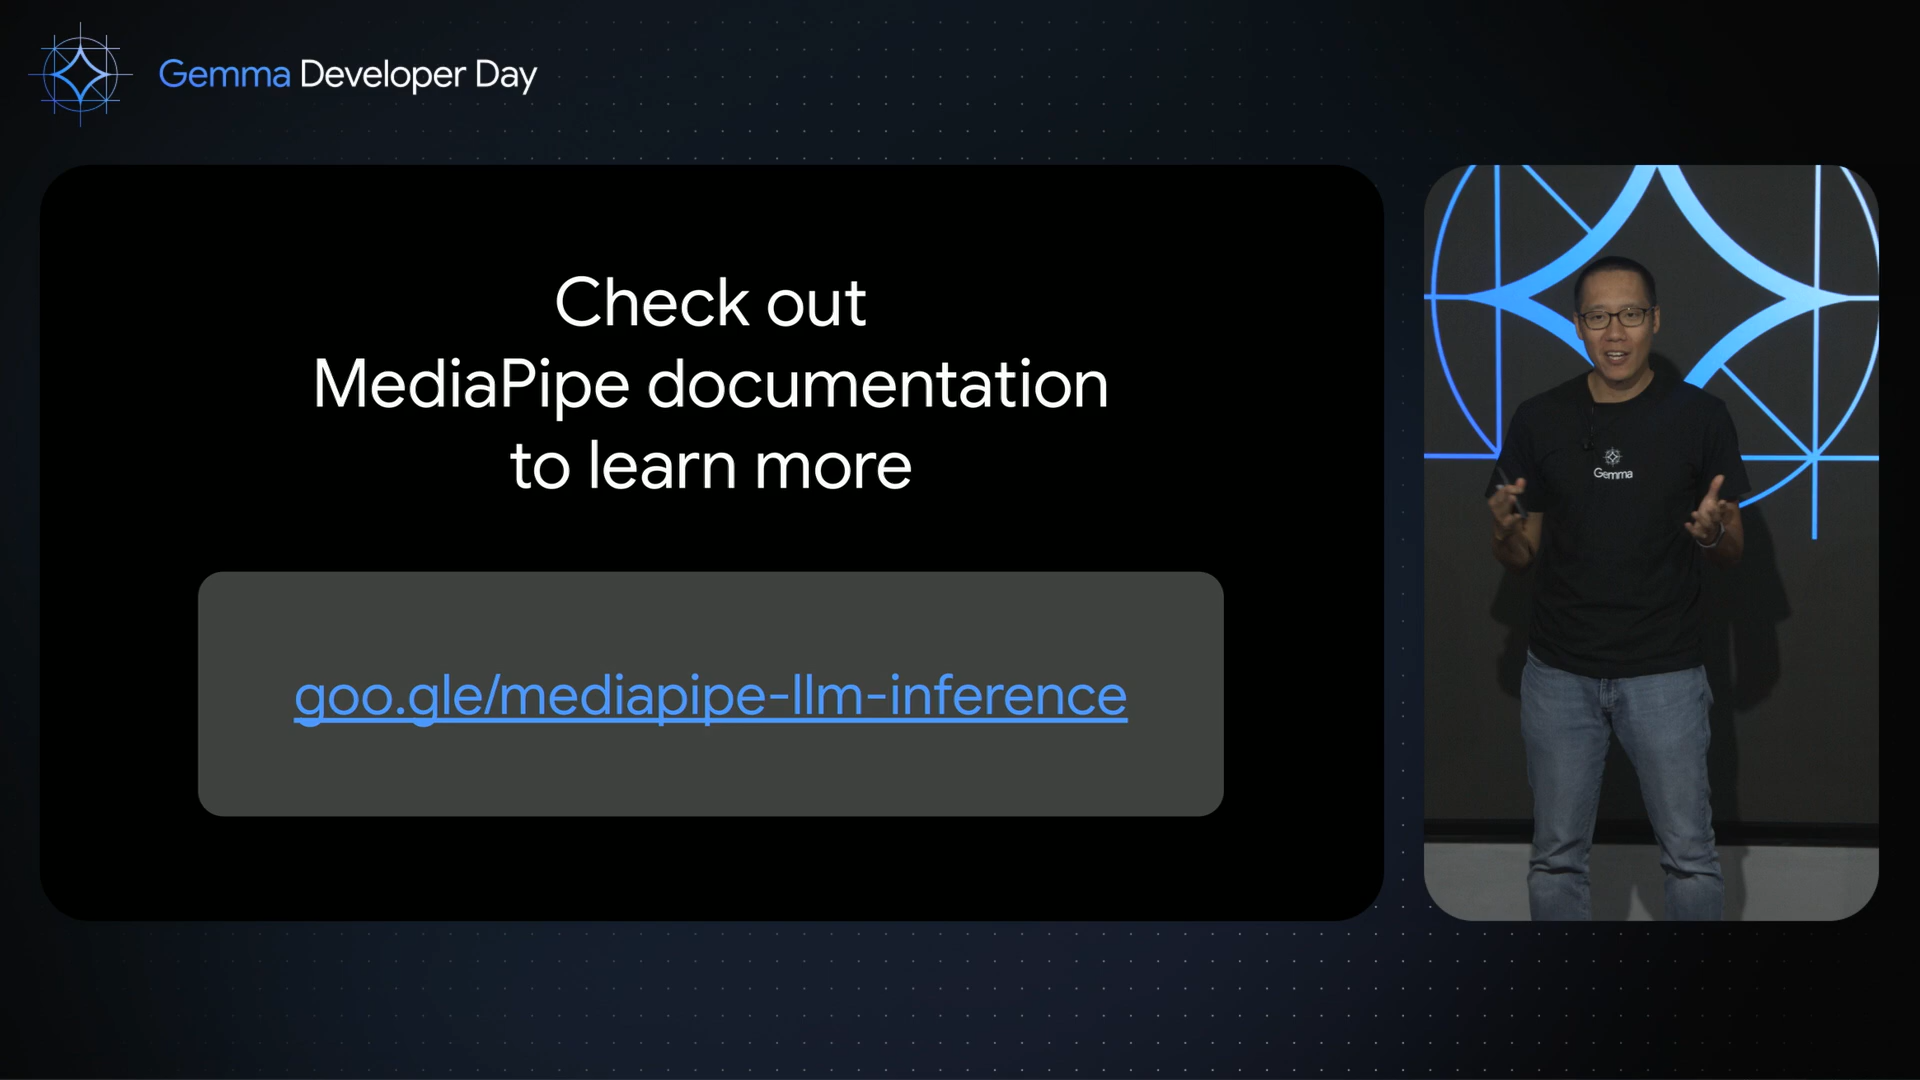 Gemma Developer Day
Check out
MediaPipe documentation
to learn more
goo.gle/mediapipe-llm-inference
Gemma